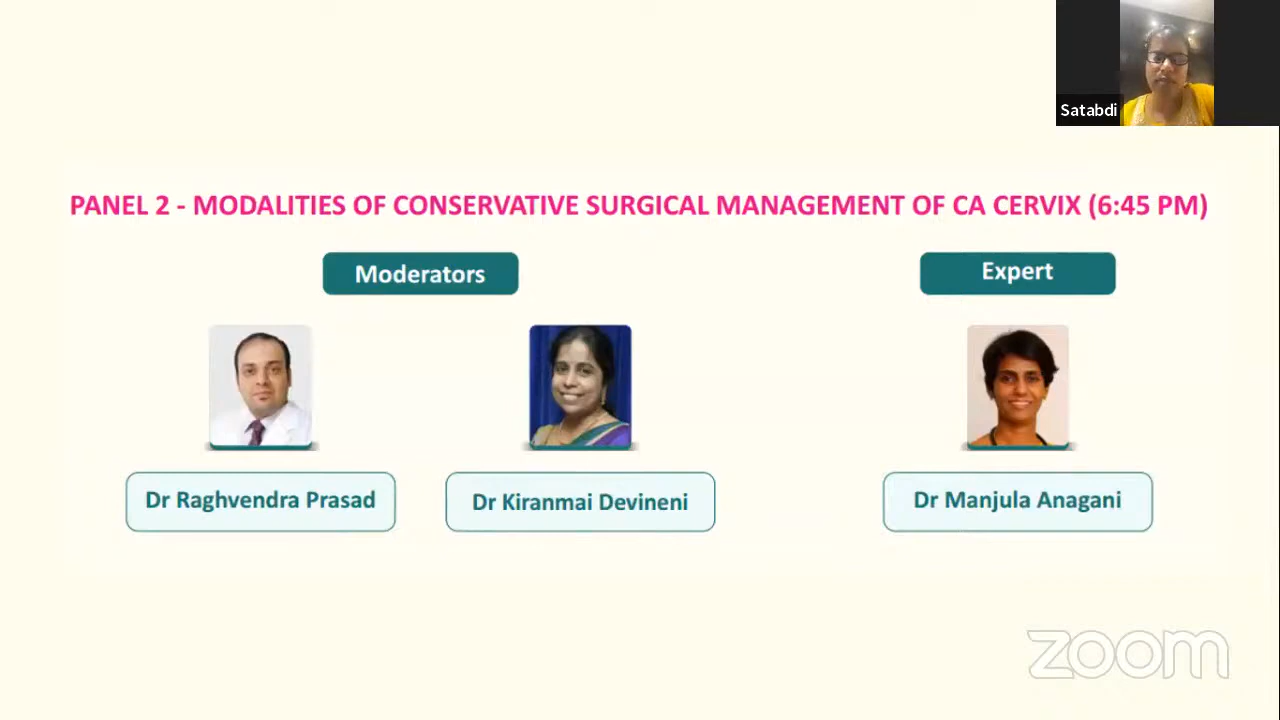 Satabdi
PANEL 2 - MODALITIES OF CONSERVATIVE SURGICAL MANAGEMENT OF CA CERVIX (6:45 PM)
Moderators
Expert
Dr Raghvendra Prasad
Dr Kiranmai Devineni
Dr Manjula Anagani
zoom